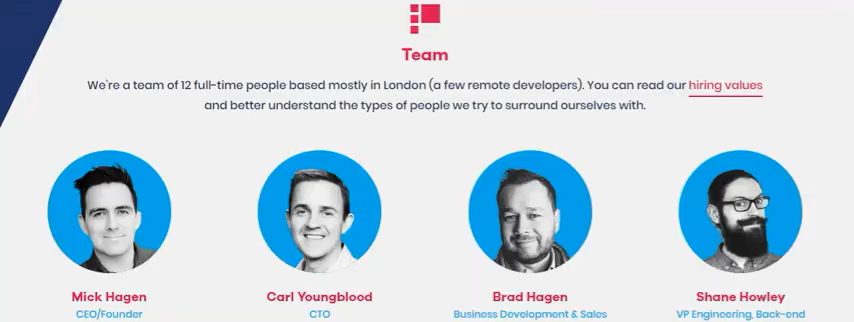 Team
We're a team of 12 full-time people based mostly in London (a few remote developers). You can read our hiring values
and better understand the types of people we try to surround ourselves with.
Mick Hagen
CEO/Founder
Carl Youngblood
CTO
Brad Hagen
Business Development & Sales
Shane Howley
VP Engineering, Back-end